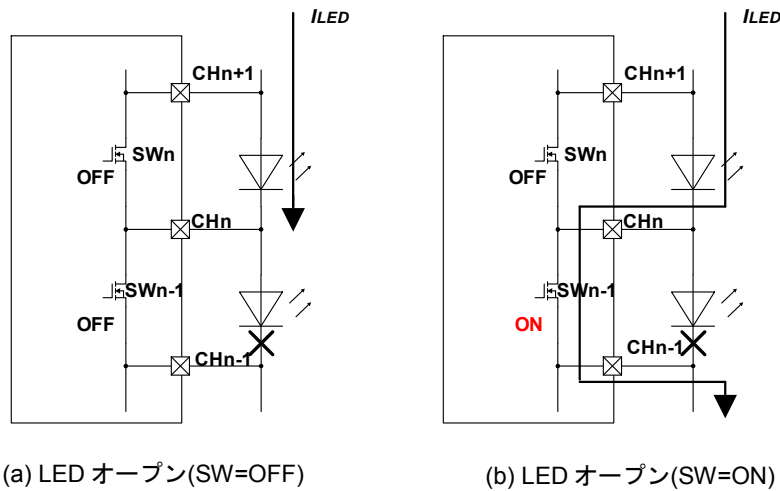 ILED
CHn+1
SWn
OFF
CHn
SWn-1
OFF
CHn-1
(a) LED オープン(SW=OFF)
ILED
CHn+1
SWn
OFF
CHn
SWn-1
ON
CHn-1
(b) LED オープン(SW=ON)